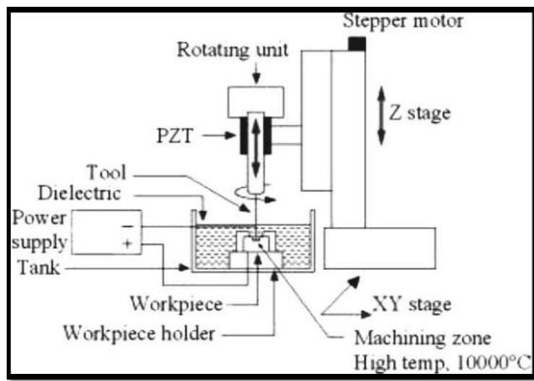 Stepper motor
Rotating unit
Z stage
PZT
Tool
Dielectric
Power
supply
−
+
Tank
Workpiece
XY stage
Workpiece holder
Machining zone
High temp, 10000°C